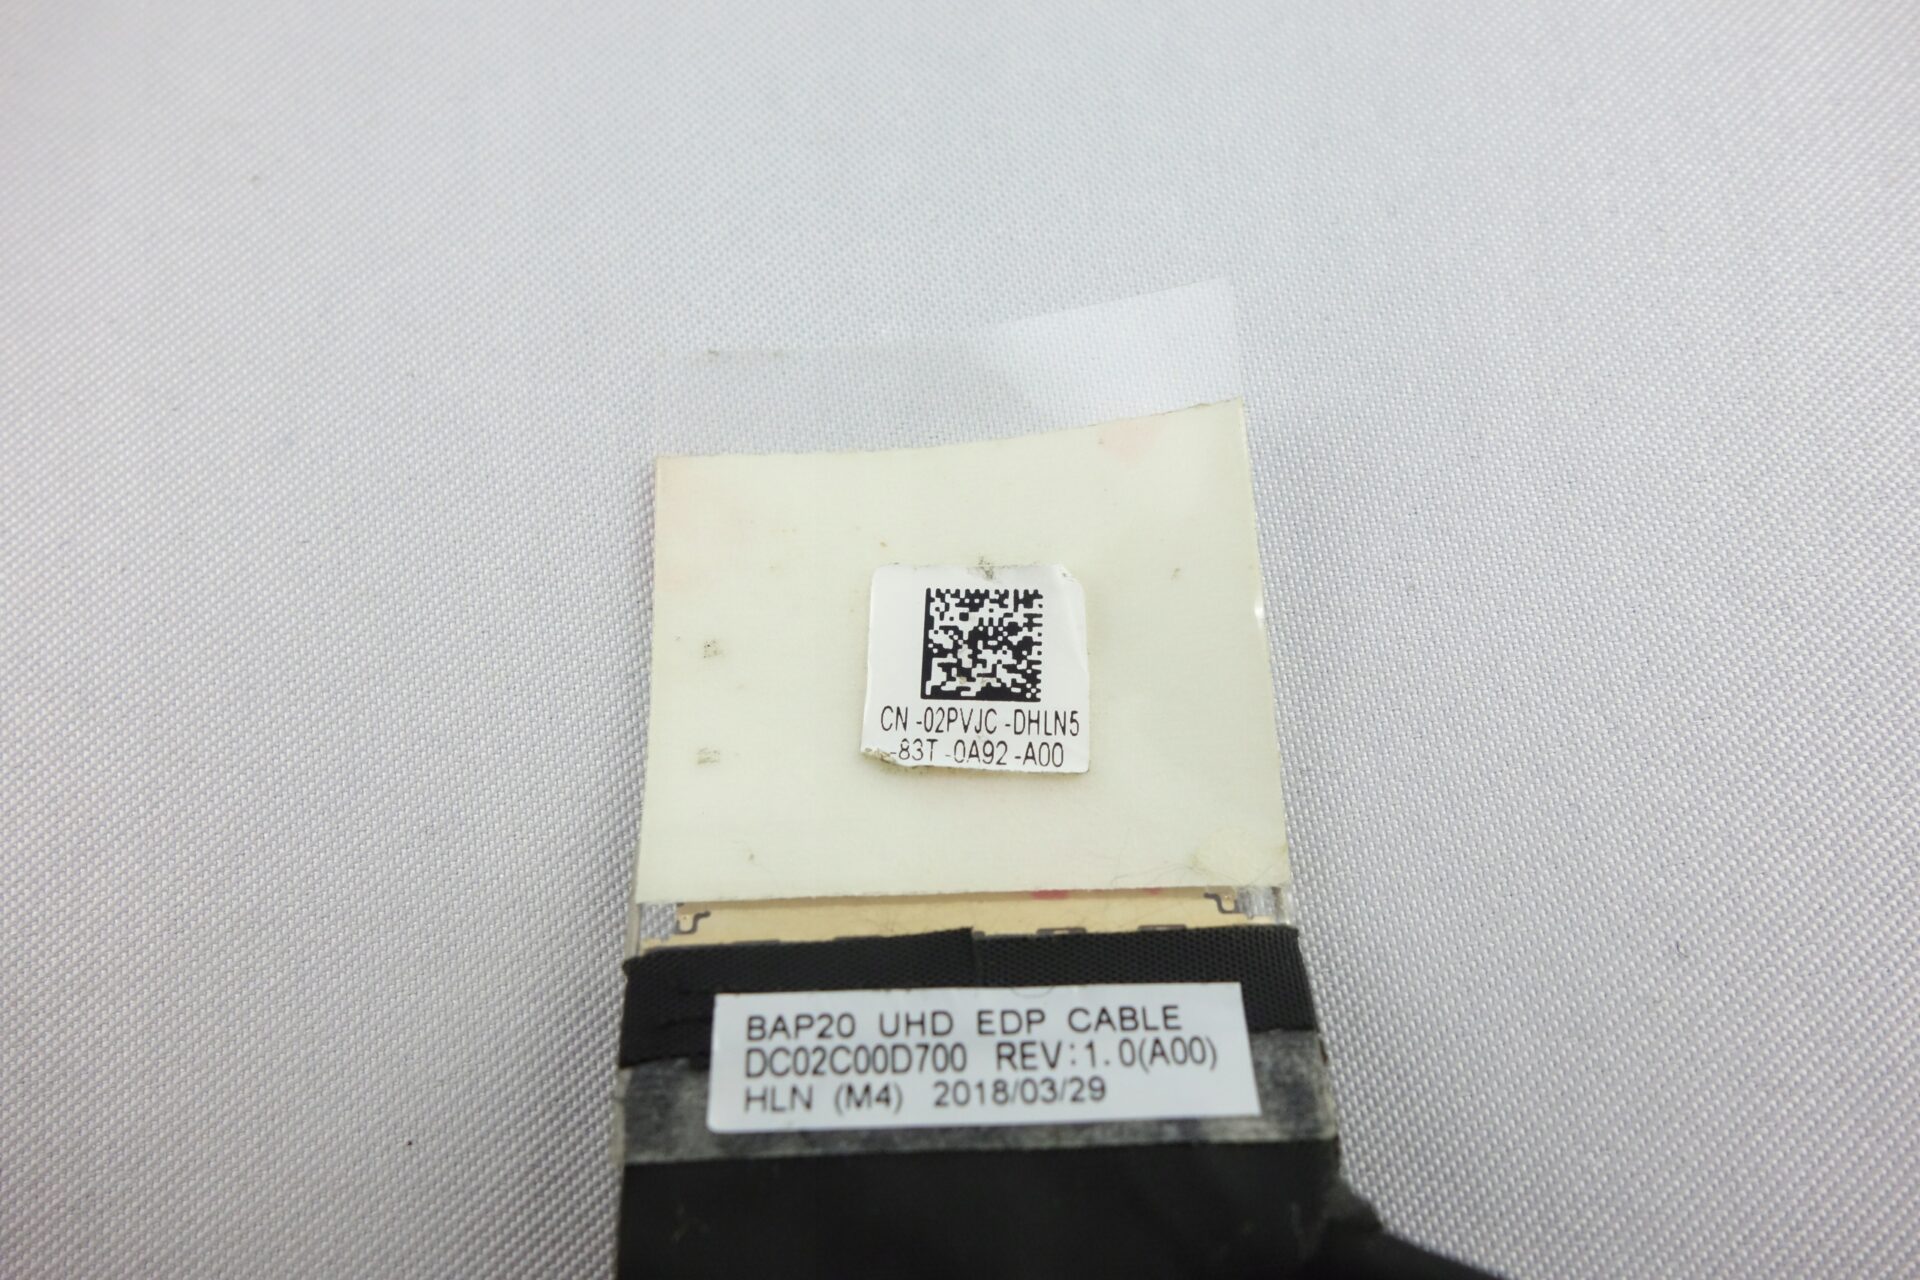 CN-02PVJC-DHLN5
-83T-0A92-A00
BAP20 UHD EDP CABLE
DC02C00D700 REV:1.0(A00)
HLN (M4) 2018/03/29